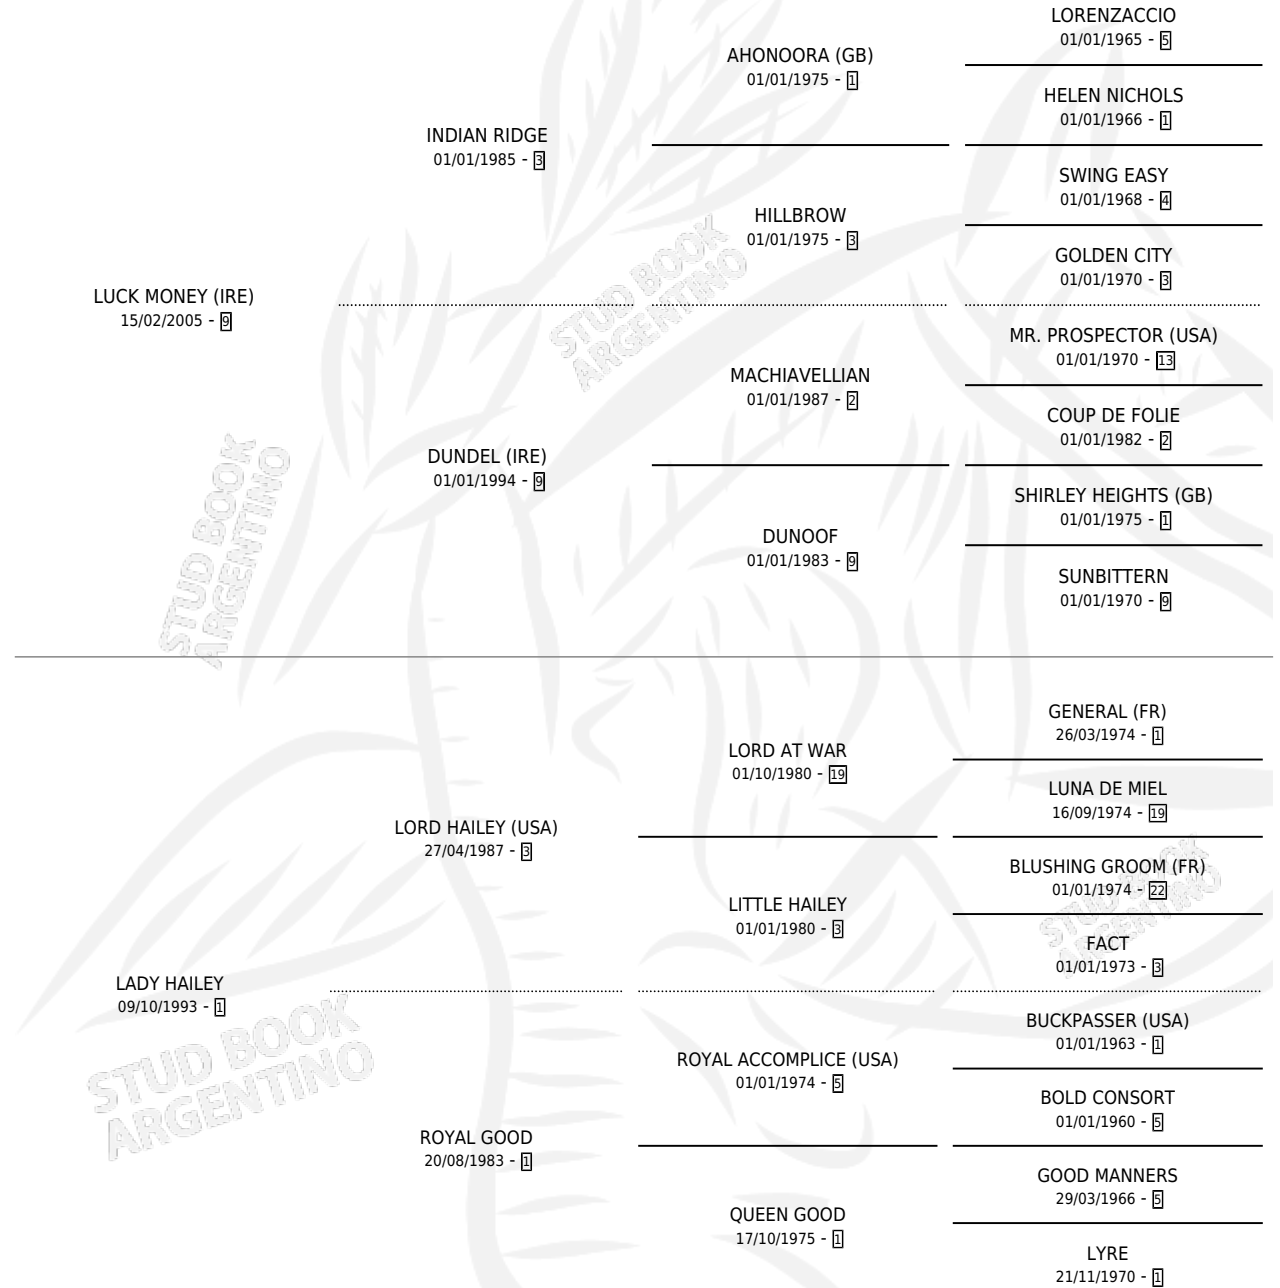 LORENZACCIO
01/01/1965 - 5
AHONOORA (GB)
01/01/1975 - 1
HELEN NICHOLS
01/01/1966 - 1
INDIAN RIDGE
01/01/1985 - 3
SWING EASY
01/01/1968 - 4
HILLBROW
01/01/1975 - 3
GOLDEN CITY
01/01/1970 - 3
LUCK MONEY (IRE)
15/02/2005 - 9
STUD BOOK
ARGENTINO
MR. PROSPECTOR (USA)
01/01/1970 - 13
MACHIAVELLIAN
01/01/1987 - 2
COUP DE FOLIE
01/01/1982 - 2
DUNDEL (IRE)
01/01/1994 - 9
SHIRLEY HEIGHTS (GB)
01/01/1975 - 1
DUNOOF
01/01/1983 - 9
SUNBITTERN
01/01/1970 - 9
STUD BOOK
ARGENTINO
GENERAL (FR)
26/03/1974 - 1
LORD AT WAR
01/10/1980 - 19
LUNA DE MIEL
16/09/1974 - 19
LORD HAILEY (USA)
27/04/1987 - 3
BLUSHING GROOM (FR)
01/01/1974 - 22
LITTLE HAILEY
01/01/1980 - 3
STUD BOOK
ARGENTINO
FACT
01/01/1973 - 3
LADY HAILEY
09/10/1993 - 1
BUCKPASSER (USA)
01/01/1963 - 1
ROYAL ACCOMPLICE (USA)
01/01/1974 - 5
BOLD CONSORT
01/01/1960 - 5
STUD BOOK
ARGENTINO
ROYAL GOOD
20/08/1983 - 1
GOOD MANNERS
29/03/1966 - 5
QUEEN GOOD
17/10/1975 - 1
LYRE
21/11/1970 - 1